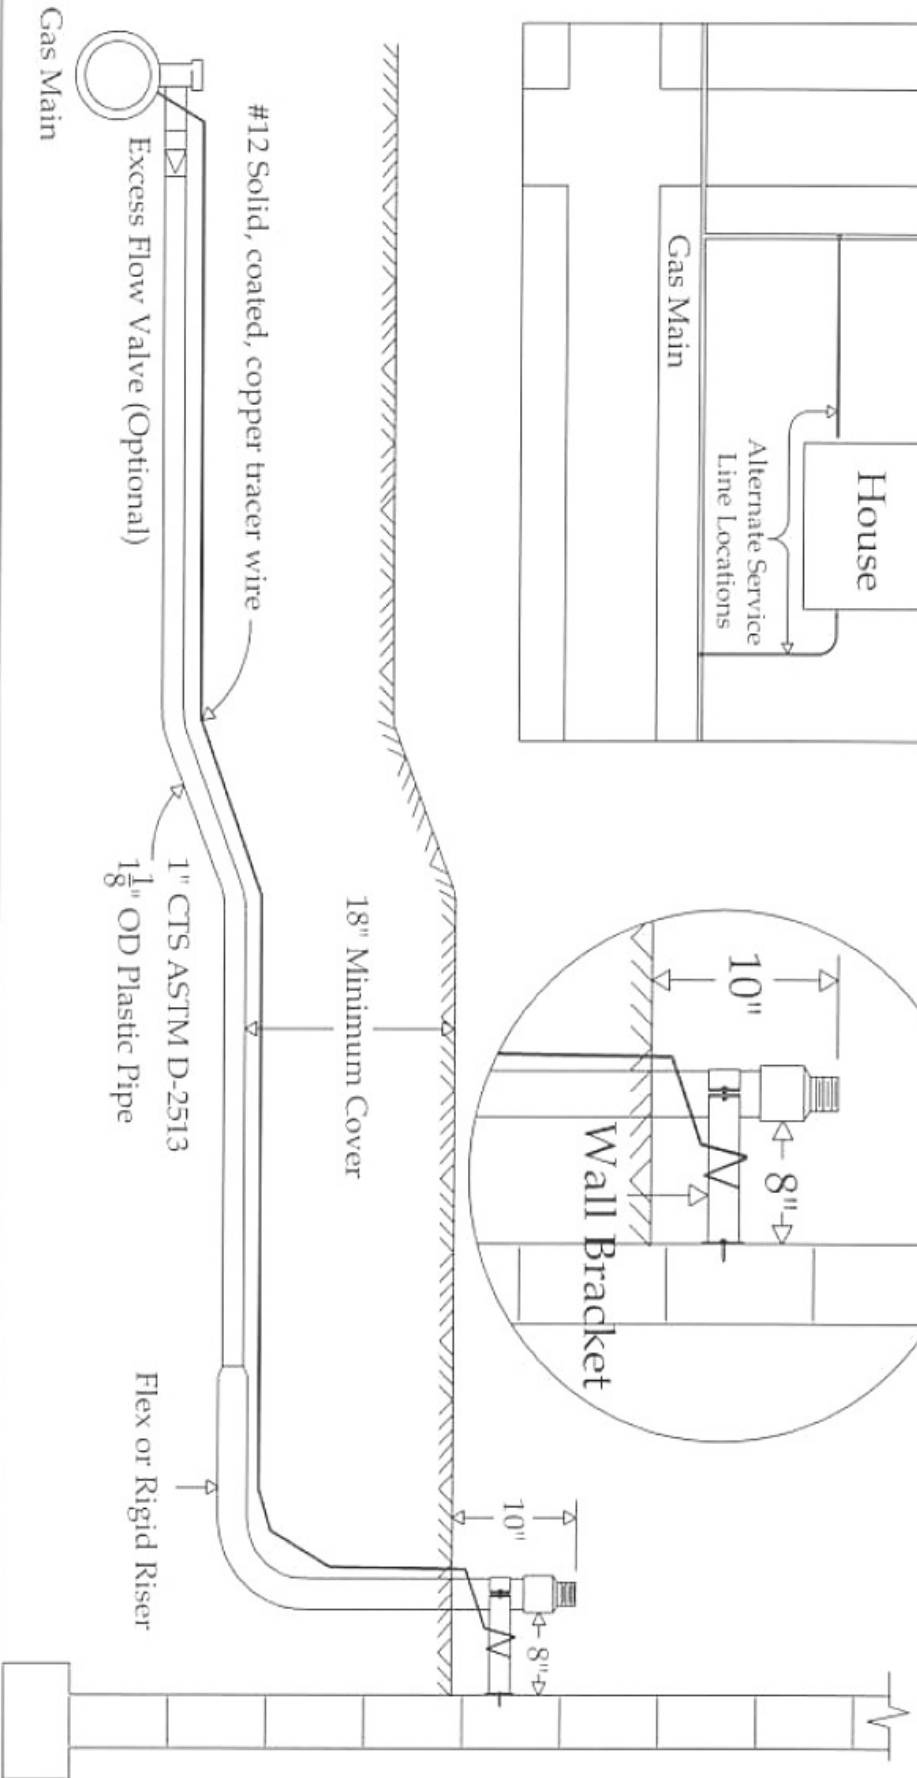 House
Alternate Service
Line Locations
Gas Main
10"
8"
Wall Bracket
#12 Solid, coated, copper tracer wire
18" Minimum Cover
10"
8"
Gas Main
Excess Flow Valve (Optional)
1" CTS ASTM D-2513
1 1/8" OD Plastic Pipe
Flex or Rigid Riser